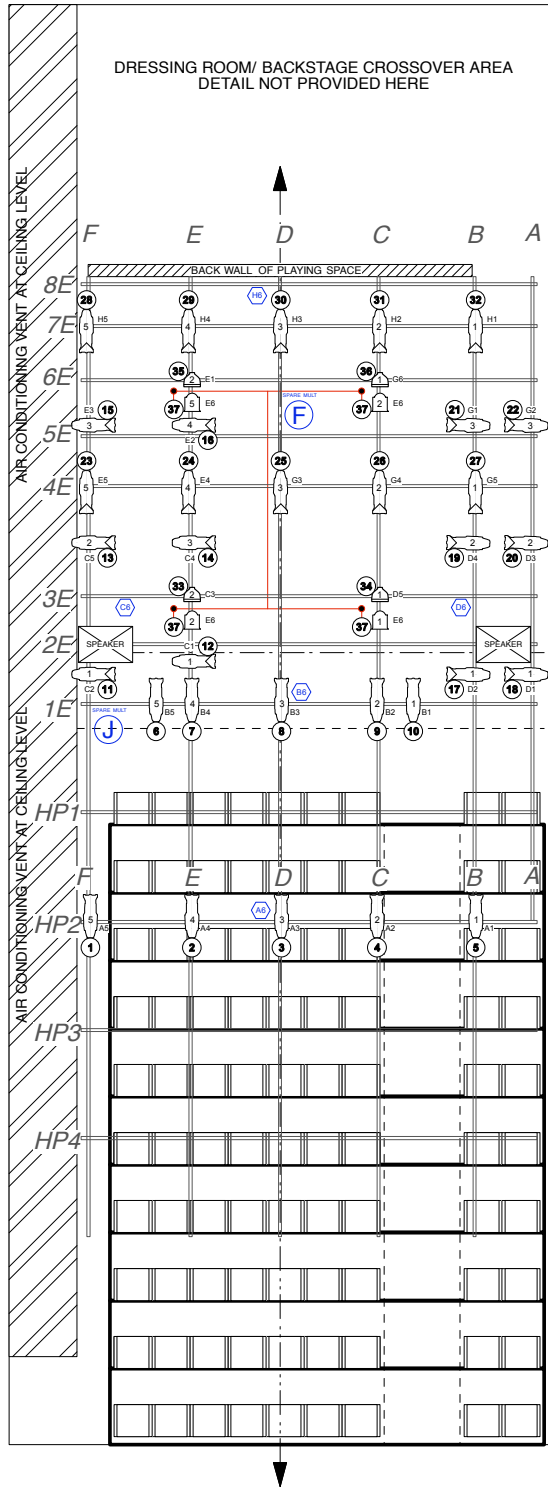 DRESSING ROOM/ BACKSTAGE CROSSOVER AREA
DETAIL NOT PROVIDED HERE
AIR CONDITIONING VENT AT CEILING LEVEL
F E D C B A
BACK WALL OF PLAYING SPACE
8E
28 29 H6 30 31 32
7E 5 H5 4 H4 3 H3 2 H2 1 H1
35 36
6E 2 E1 1 G6
SPARE MULT
37 5 E6 F 37 2 E6
E3 15 G1 21 22 G2
3 4 3 3
5E E2 16
23 24 25 26 27
4E 5 E5 4 E4 3 G3 2 G4 1 G5
2 3 2 2
C5 13 C4 14 19 D4 20 D3
33 34
3E 2 C3 1 D5
C6 D6
37 2 E6 37 1 E6
2E SPEAKER C1 12 SPEAKER
1
1 1 1
C2 11 17 D2 18 D1
AIR CONDITIONING VENT AT CEILING LEVEL
1E 5 B5 4 B4 3 B3 B6 2 B2 1 B1
SPARE MULT
J 6 7 8 9 10
HP1
F E D C B A
A6
HP2 5 A5 4 A4 3 A3 2 A2 1 A1
1 2 3 4 5
HP3
HP4